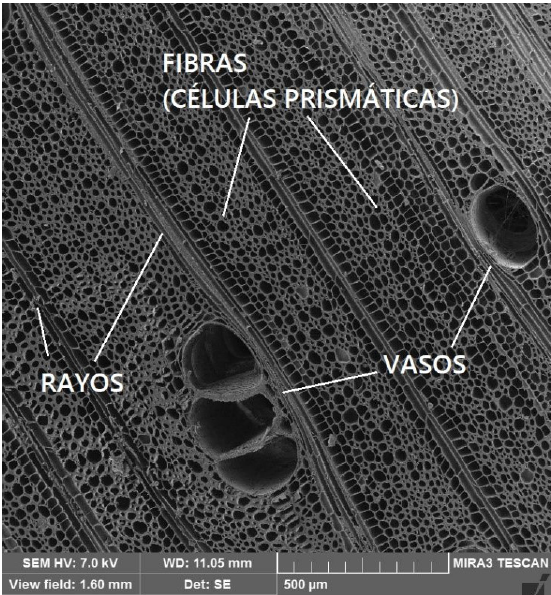 FIBRAS
(CÉLULAS PRISMÁTICAS)
VASOS
RAYOS
SEM HV: 7.0 kV
WD: 11.05 mm
MIRA3 TESCAN
View field: 1.60 mm
Det: SE
500 µm